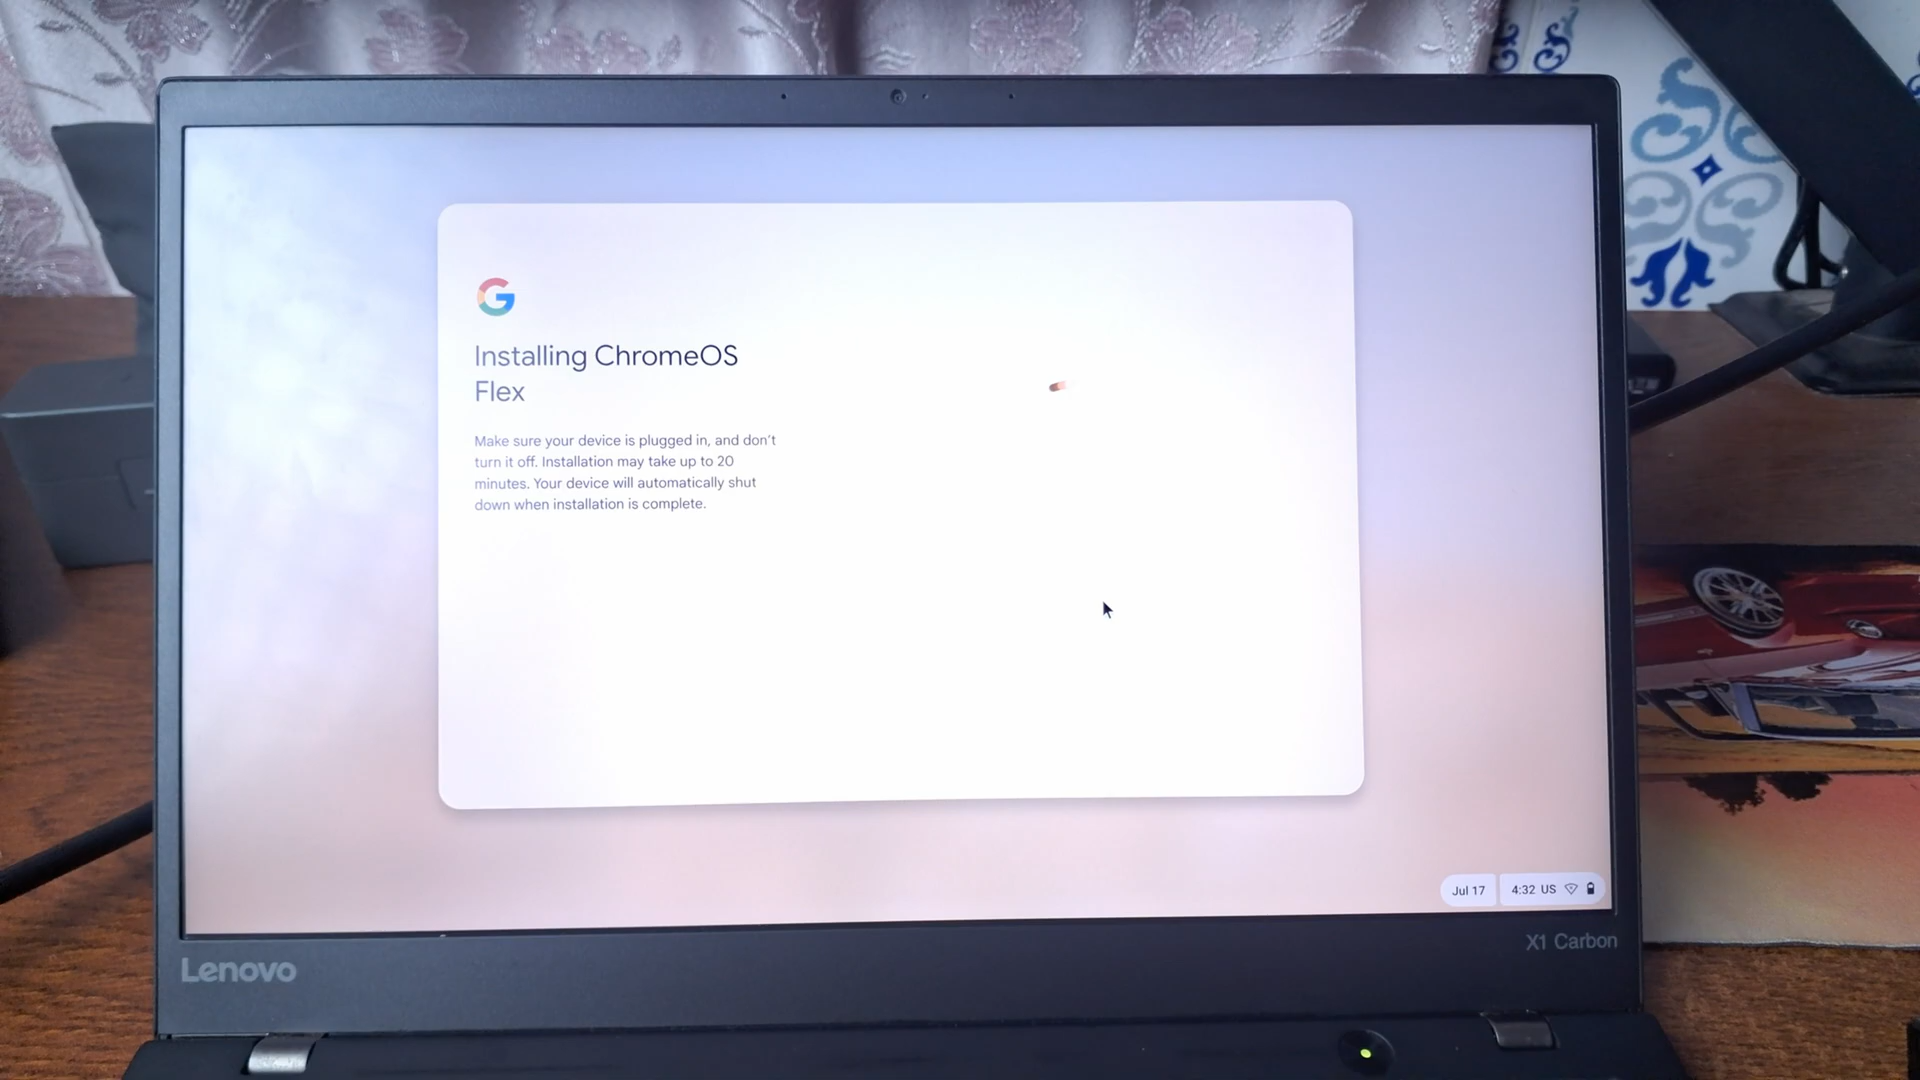 Installing ChromeOS
Flex
Make sure your device is plugged in, and don't
turn it off. Installation may take up to 20
minutes. Your device will automatically shut
down when installation is complete.
Jul 17
4:32 US
X1 Carbon
Lenovo